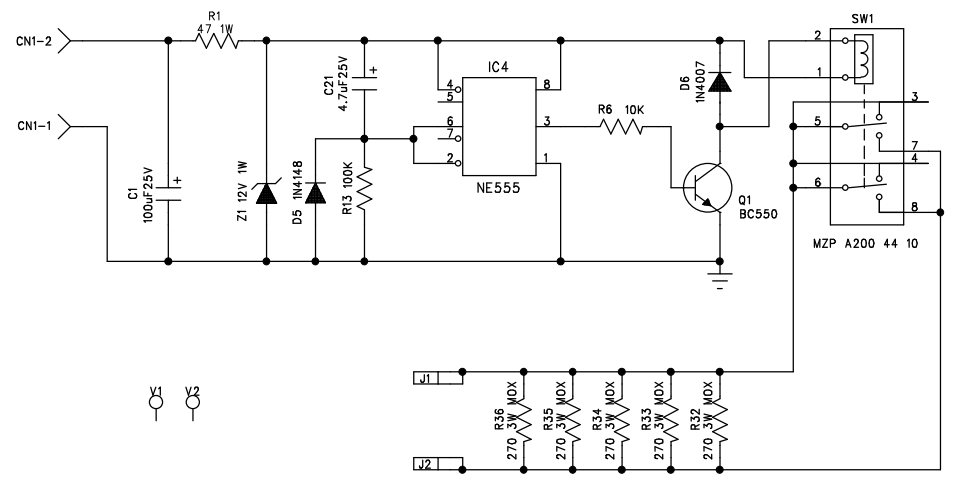 CN1-2
CN1-1
R1
47 1W
C1
100uF25V
Z1 12V 1W
D5 1N4148
C21
4.7uF25V
R13 100K
IC4
4
5
6
7
2
8
3
1
NE555
R6 10K
D6
1N4007
Q1
BC550
SW1
2
1
5
6
3
7
4
8
MZP A200 44 10
V1
V2
J1
J2
R36
270 3W MOX
R35
270 3W MOX
R34
270 3W MOX
R33
270 3W MOX
R32
270 3W MOX